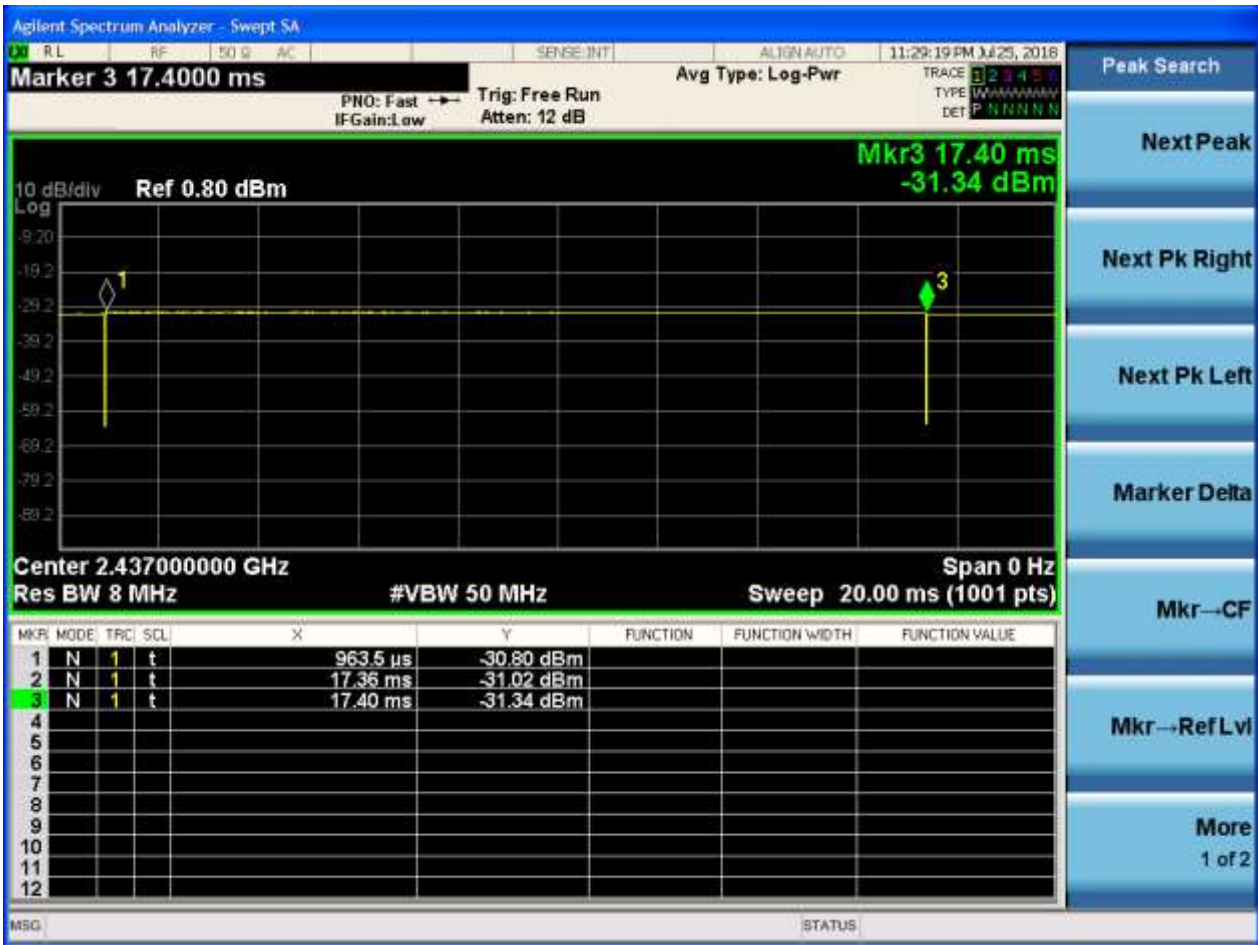 Agilent Spectrum Analyzer - Swept SA
RL RF 50 Ω AC SENSE:INT ALIGN AUTO 11:29:19 PM Jul 25, 2018
Marker 3 17.4000 ms
PNO: Fast
IFGain:Low
Trig: Free Run
Atten: 12 dB
Avg Type: Log-Pwr
TRACE 1 2 3 4 5 6
TYPE
DET P N N N N N
Peak Search
Next Peak
Next Pk Right
Next Pk Left
Marker Delta
Mkr→CF
Mkr→Ref Lvl
More
1 of 2
Mkr3 17.40 ms
-31.34 dBm
10 dB/div Ref 0.80 dBm
Log
-9.20
-19.2
-29.2
-39.2
-49.2
-59.2
-69.2
-79.2
-89.2
1
3
Center 2.437000000 GHz Span 0 Hz
Res BW 8 MHz #VBW 50 MHz Sweep 20.00 ms (1001 pts)
MKR MODE TRC SCL X Y FUNCTION FUNCTION WIDTH FUNCTION VALUE
1 N 1 t 963.5 µs -30.80 dBm
2 N 1 t 17.36 ms -31.02 dBm
3 N 1 t 17.40 ms -31.34 dBm
4
5
6
7
8
9
10
11
12
MSG STATUS